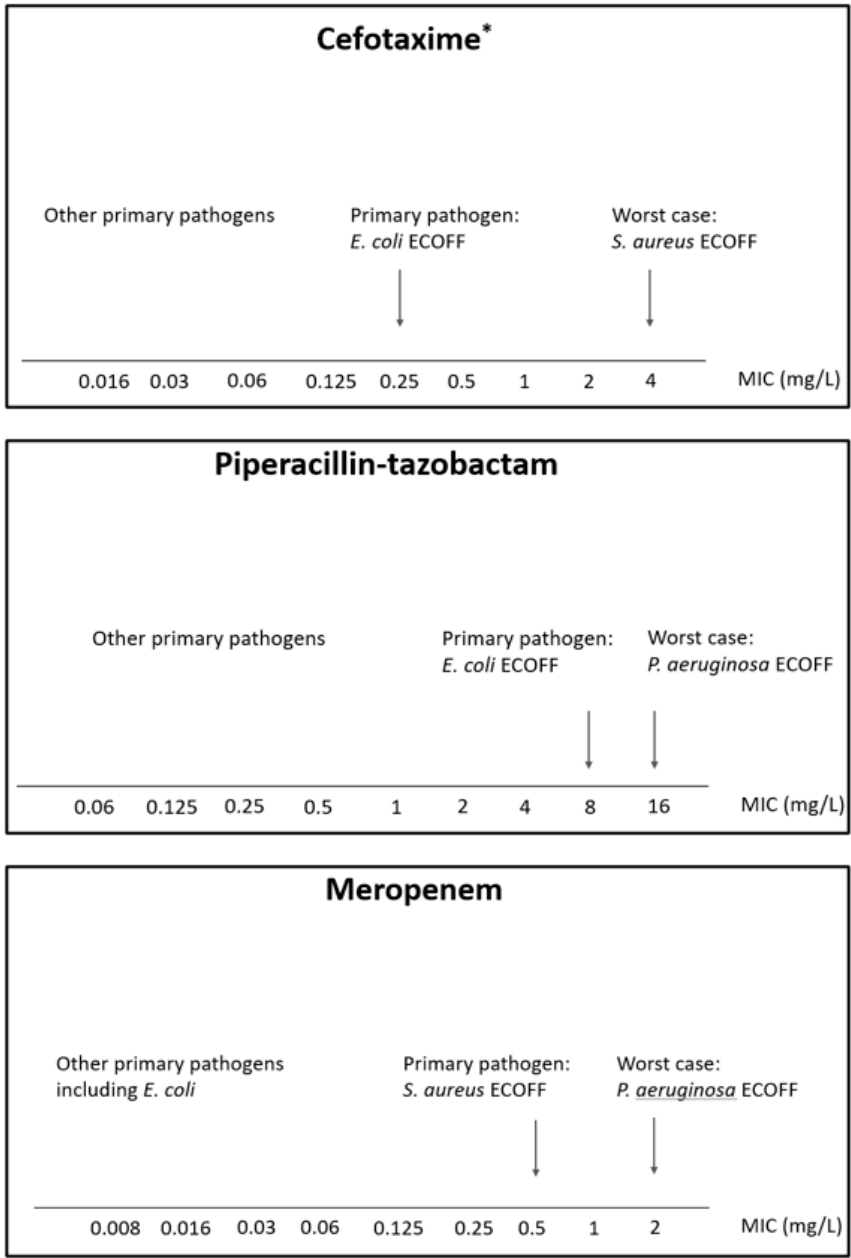 Cefotaxime*
Other primary pathogens
Primary pathogen:
E. coli ECOFF
Worst case:
S. aureus ECOFF
0.016 0.03 0.06 0.125 0.25 0.5 1 2 4 MIC (mg/L)
Piperacillin-tazobactam
Other primary pathogens
Primary pathogen:
E. coli ECOFF
Worst case:
P. aeruginosa ECOFF
0.06 0.125 0.25 0.5 1 2 4 8 16 MIC (mg/L)
Meropenem
Other primary pathogens
including E. coli
Primary pathogen:
S. aureus ECOFF
Worst case:
P. aeruginosa ECOFF
0.008 0.016 0.03 0.06 0.125 0.25 0.5 1 2 MIC (mg/L)